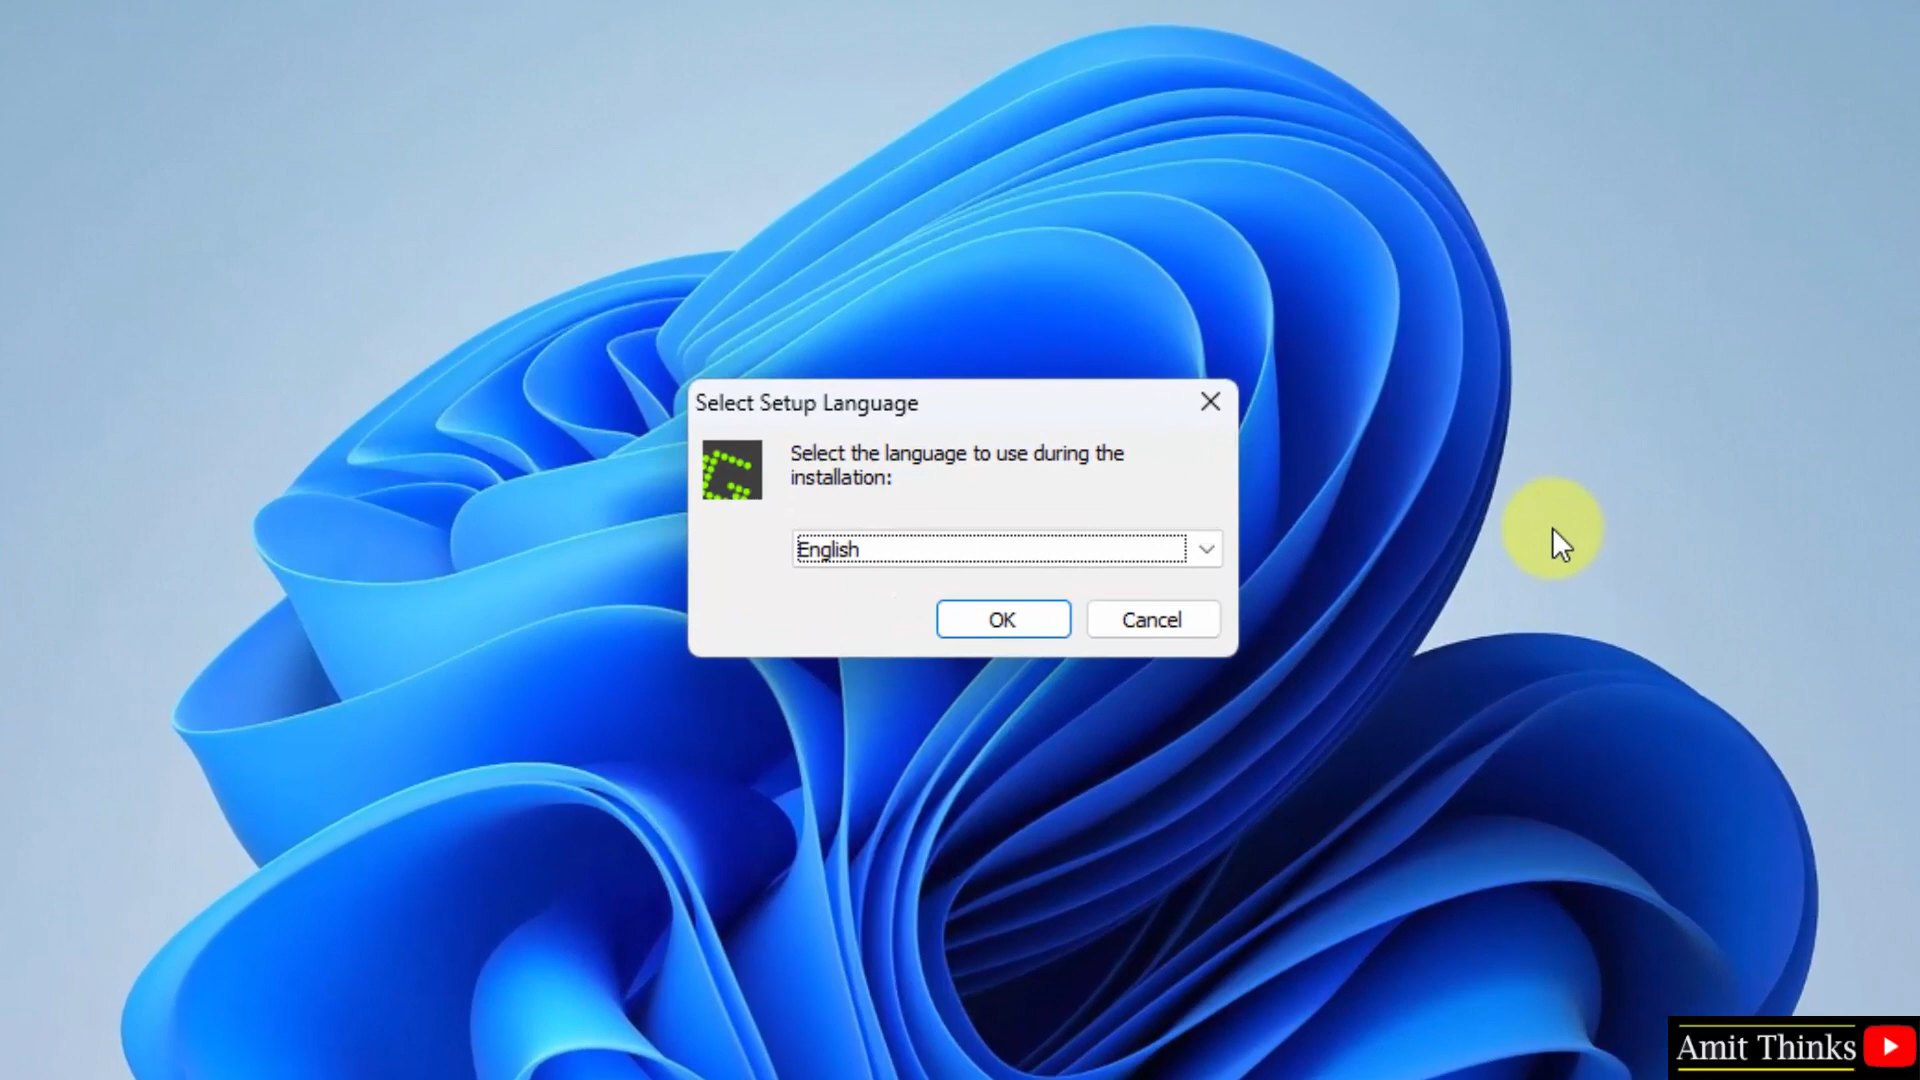 Select Setup Language
Select the language to use during the
installation:
English
OK
Cancel
Amit Thinks